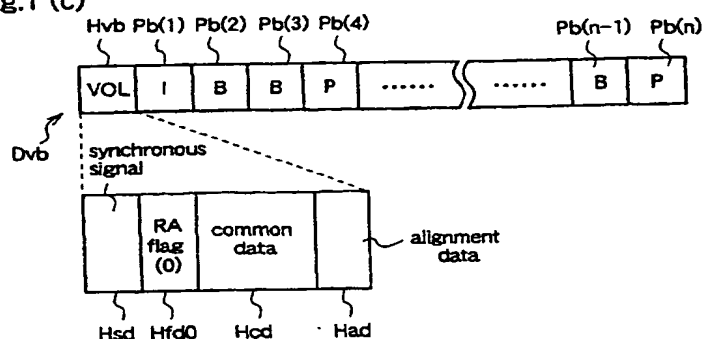 g.1 (c)
Hvb Pb(1) Pb(2) Pb(3) Pb(4) Pb(n-1) Pb(n)
VOL I B B P ...... ...... B P
Dvb
synchronous
signal
RA
flag
(0)
common
data
alignment
data
Hsd Hfd0 Hcd Had